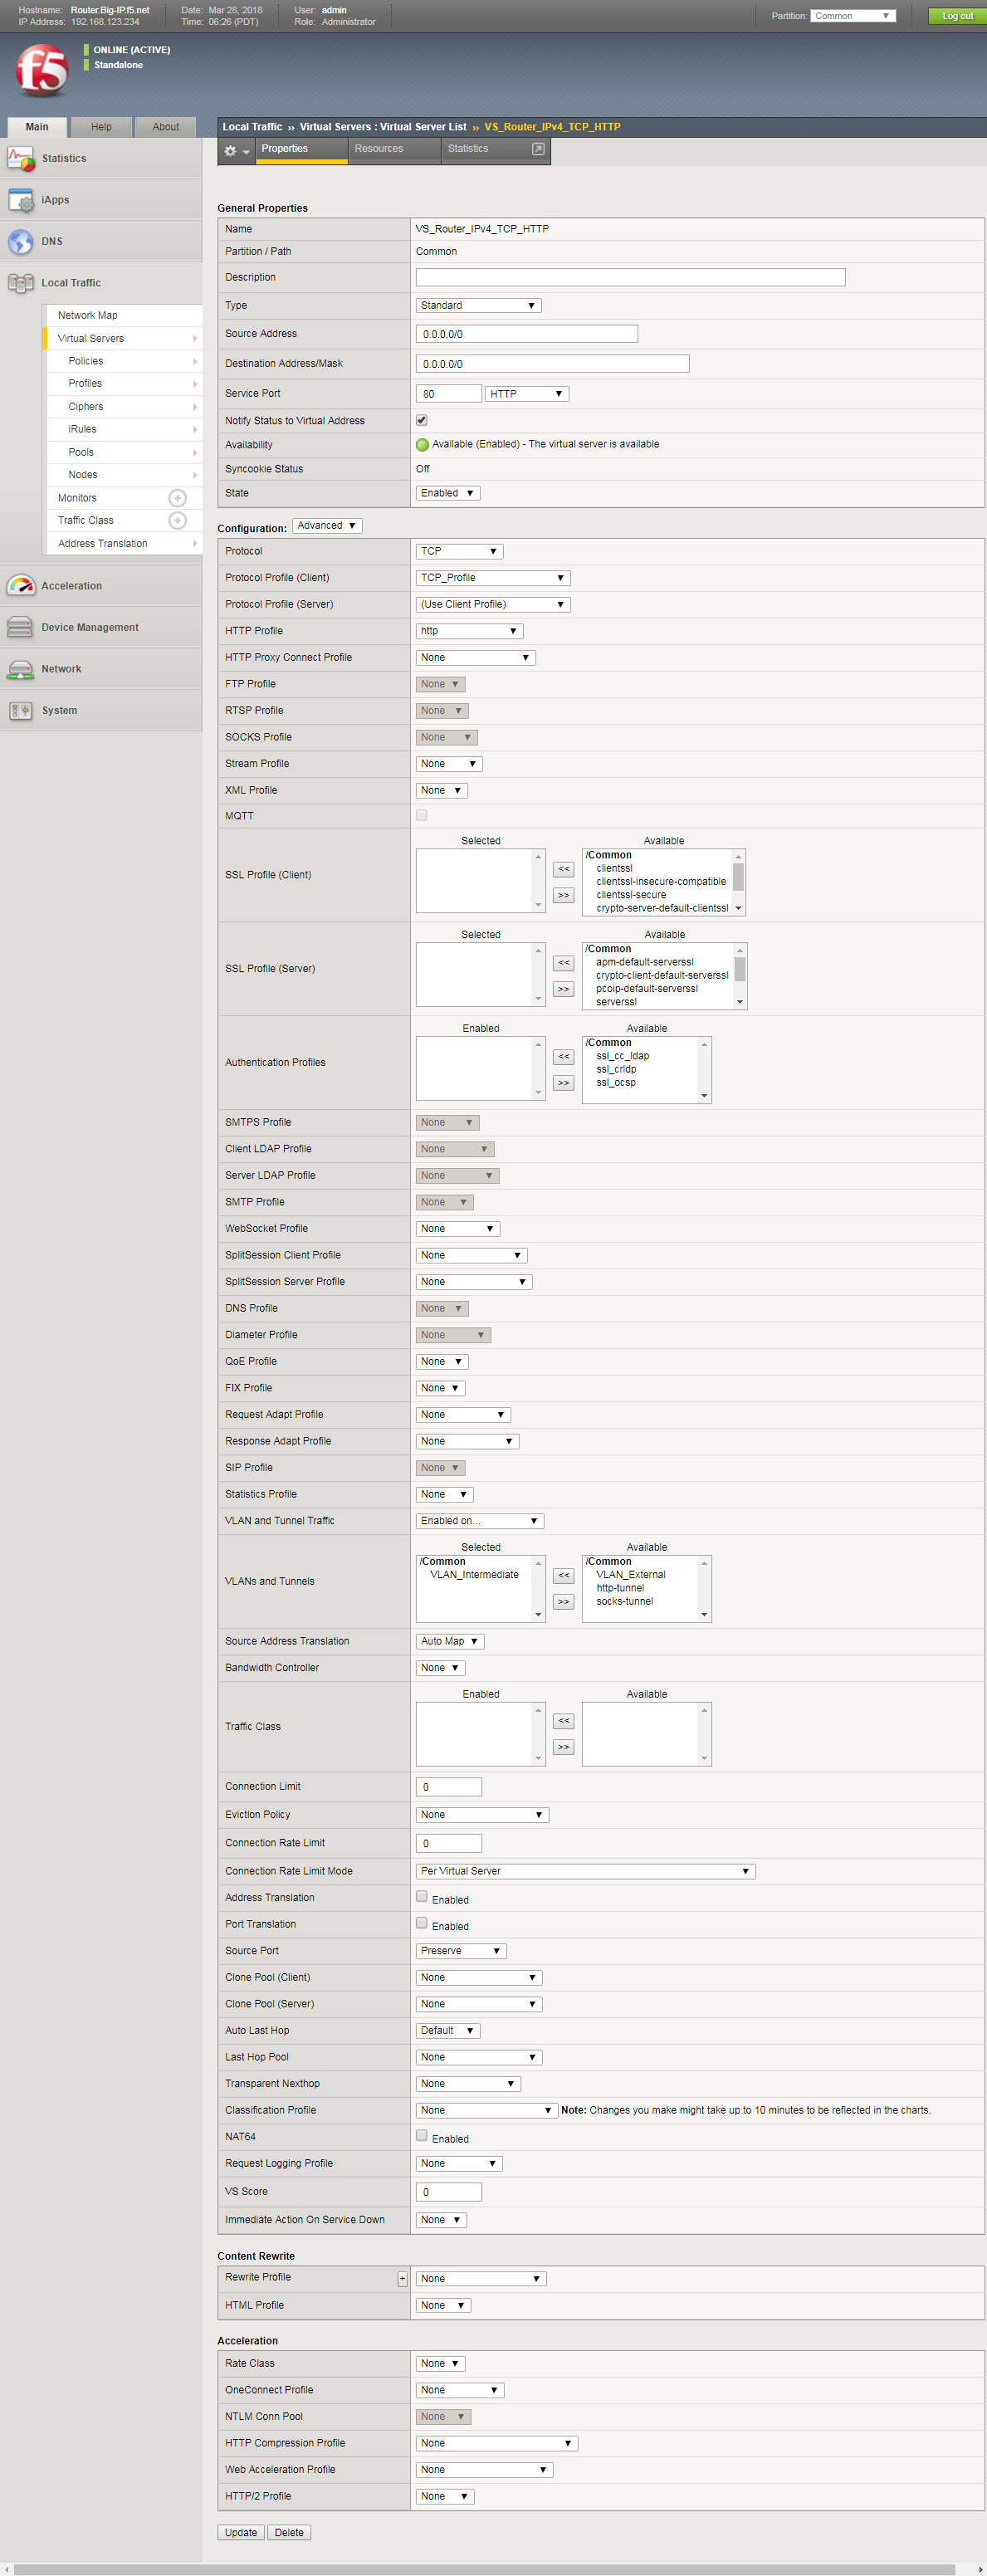 Hostname: Router.Big-IP.f5.net Date: Mar 28, 2018 User: admin
IP Address: 192.168.123.234 Time: 06:26 (PDT) Role: Administrator
Partition: Common Log out
f5
ONLINE (ACTIVE)
Standalone
Main Help About
Local Traffic ›› Virtual Servers : Virtual Server List ›› VS_Router_IPv4_TCP_HTTP
Properties Resources Statistics
Statistics
iApps
DNS
Local Traffic
Network Map
Virtual Servers
Policies
Profiles
Ciphers
iRules
Pools
Nodes
Monitors
Traffic Class
Address Translation
Acceleration
Device Management
Network
System
General Properties
Name VS_Router_IPv4_TCP_HTTP
Partition / Path Common
Description
Type Standard
Source Address 0.0.0.0/0
Destination Address/Mask 0.0.0.0/0
Service Port 80 HTTP
Notify Status to Virtual Address
Availability Available (Enabled) - The virtual server is available
Syncookie Status Off
State Enabled
Configuration: Advanced
Protocol TCP
Protocol Profile (Client) TCP_Profile
Protocol Profile (Server) (Use Client Profile)
HTTP Profile http
HTTP Proxy Connect Profile None
FTP Profile None
RTSP Profile None
SOCKS Profile None
Stream Profile None
XML Profile None
MQTT
SSL Profile (Client)
Selected Available
<< >>
/Common
clientssl
clientssl-insecure-compatible
clientssl-secure
crypto-server-default-clientssl
SSL Profile (Server)
Selected Available
<< >>
/Common
apm-default-serverssl
crypto-client-default-serverssl
pcoip-default-serverssl
serverssl
Authentication Profiles
Enabled Available
<< >>
/Common
ssl_cc_ldap
ssl_crldp
ssl_ocsp
SMTPS Profile None
Client LDAP Profile None
Server LDAP Profile None
SMTP Profile None
WebSocket Profile None
SplitSession Client Profile None
SplitSession Server Profile None
DNS Profile None
Diameter Profile None
QoE Profile None
FIX Profile None
Request Adapt Profile None
Response Adapt Profile None
SIP Profile None
Statistics Profile None
VLAN and Tunnel Traffic Enabled on...
VLANs and Tunnels
Selected Available
/Common
VLAN_Intermediate
<< >>
/Common
VLAN_External
http-tunnel
socks-tunnel
Source Address Translation Auto Map
Bandwidth Controller None
Traffic Class
Enabled Available
<< >>
Connection Limit 0
Eviction Policy None
Connection Rate Limit 0
Connection Rate Limit Mode Per Virtual Server
Address Translation Enabled
Port Translation Enabled
Source Port Preserve
Clone Pool (Client) None
Clone Pool (Server) None
Auto Last Hop Default
Last Hop Pool None
Transparent Nexthop None
Classification Profile None Note: Changes you make might take up to 10 minutes to be reflected in the charts.
NAT64 Enabled
Request Logging Profile None
VS Score 0
Immediate Action On Service Down None
Content Rewrite
Rewrite Profile + None
HTML Profile None
Acceleration
Rate Class None
OneConnect Profile None
NTLM Conn Pool None
HTTP Compression Profile None
Web Acceleration Profile None
HTTP/2 Profile None
Update Delete